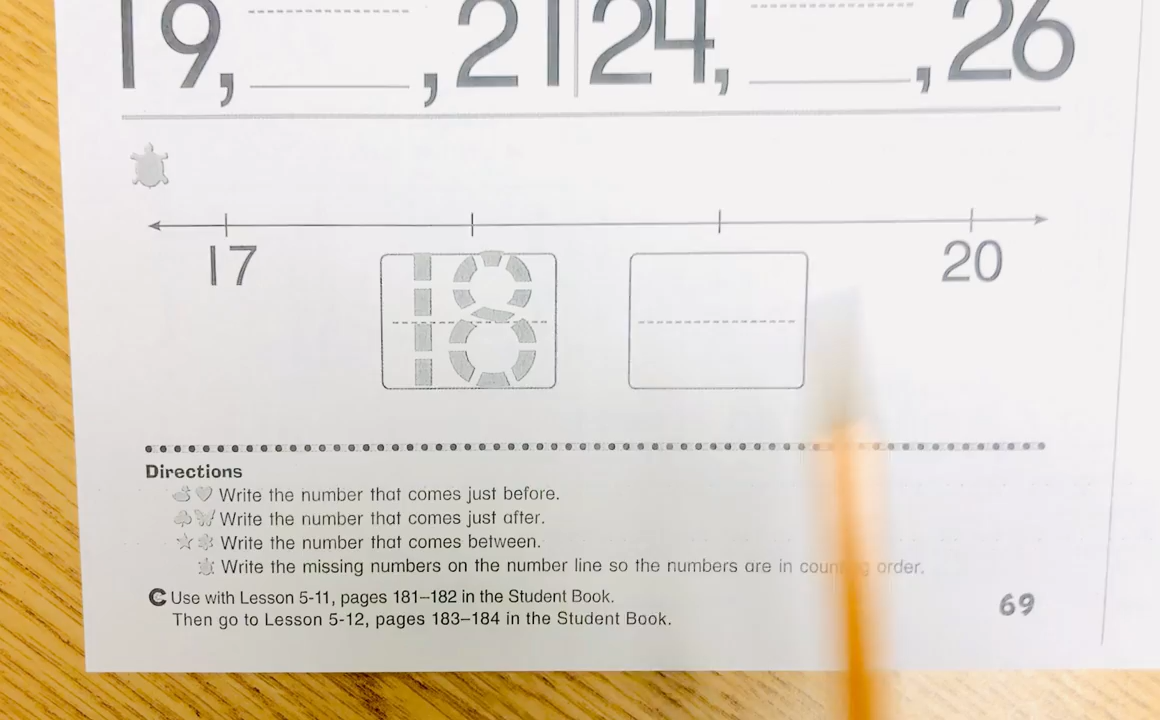 19, ____, 21 24, ____, 26
17 18 20
Directions
Write the number that comes just before.
Write the number that comes just after.
Write the number that comes between.
Write the missing numbers on the number line so the numbers are in counting order.
C Use with Lesson 5-11, pages 181–182 in the Student Book.
Then go to Lesson 5-12, pages 183–184 in the Student Book.
69